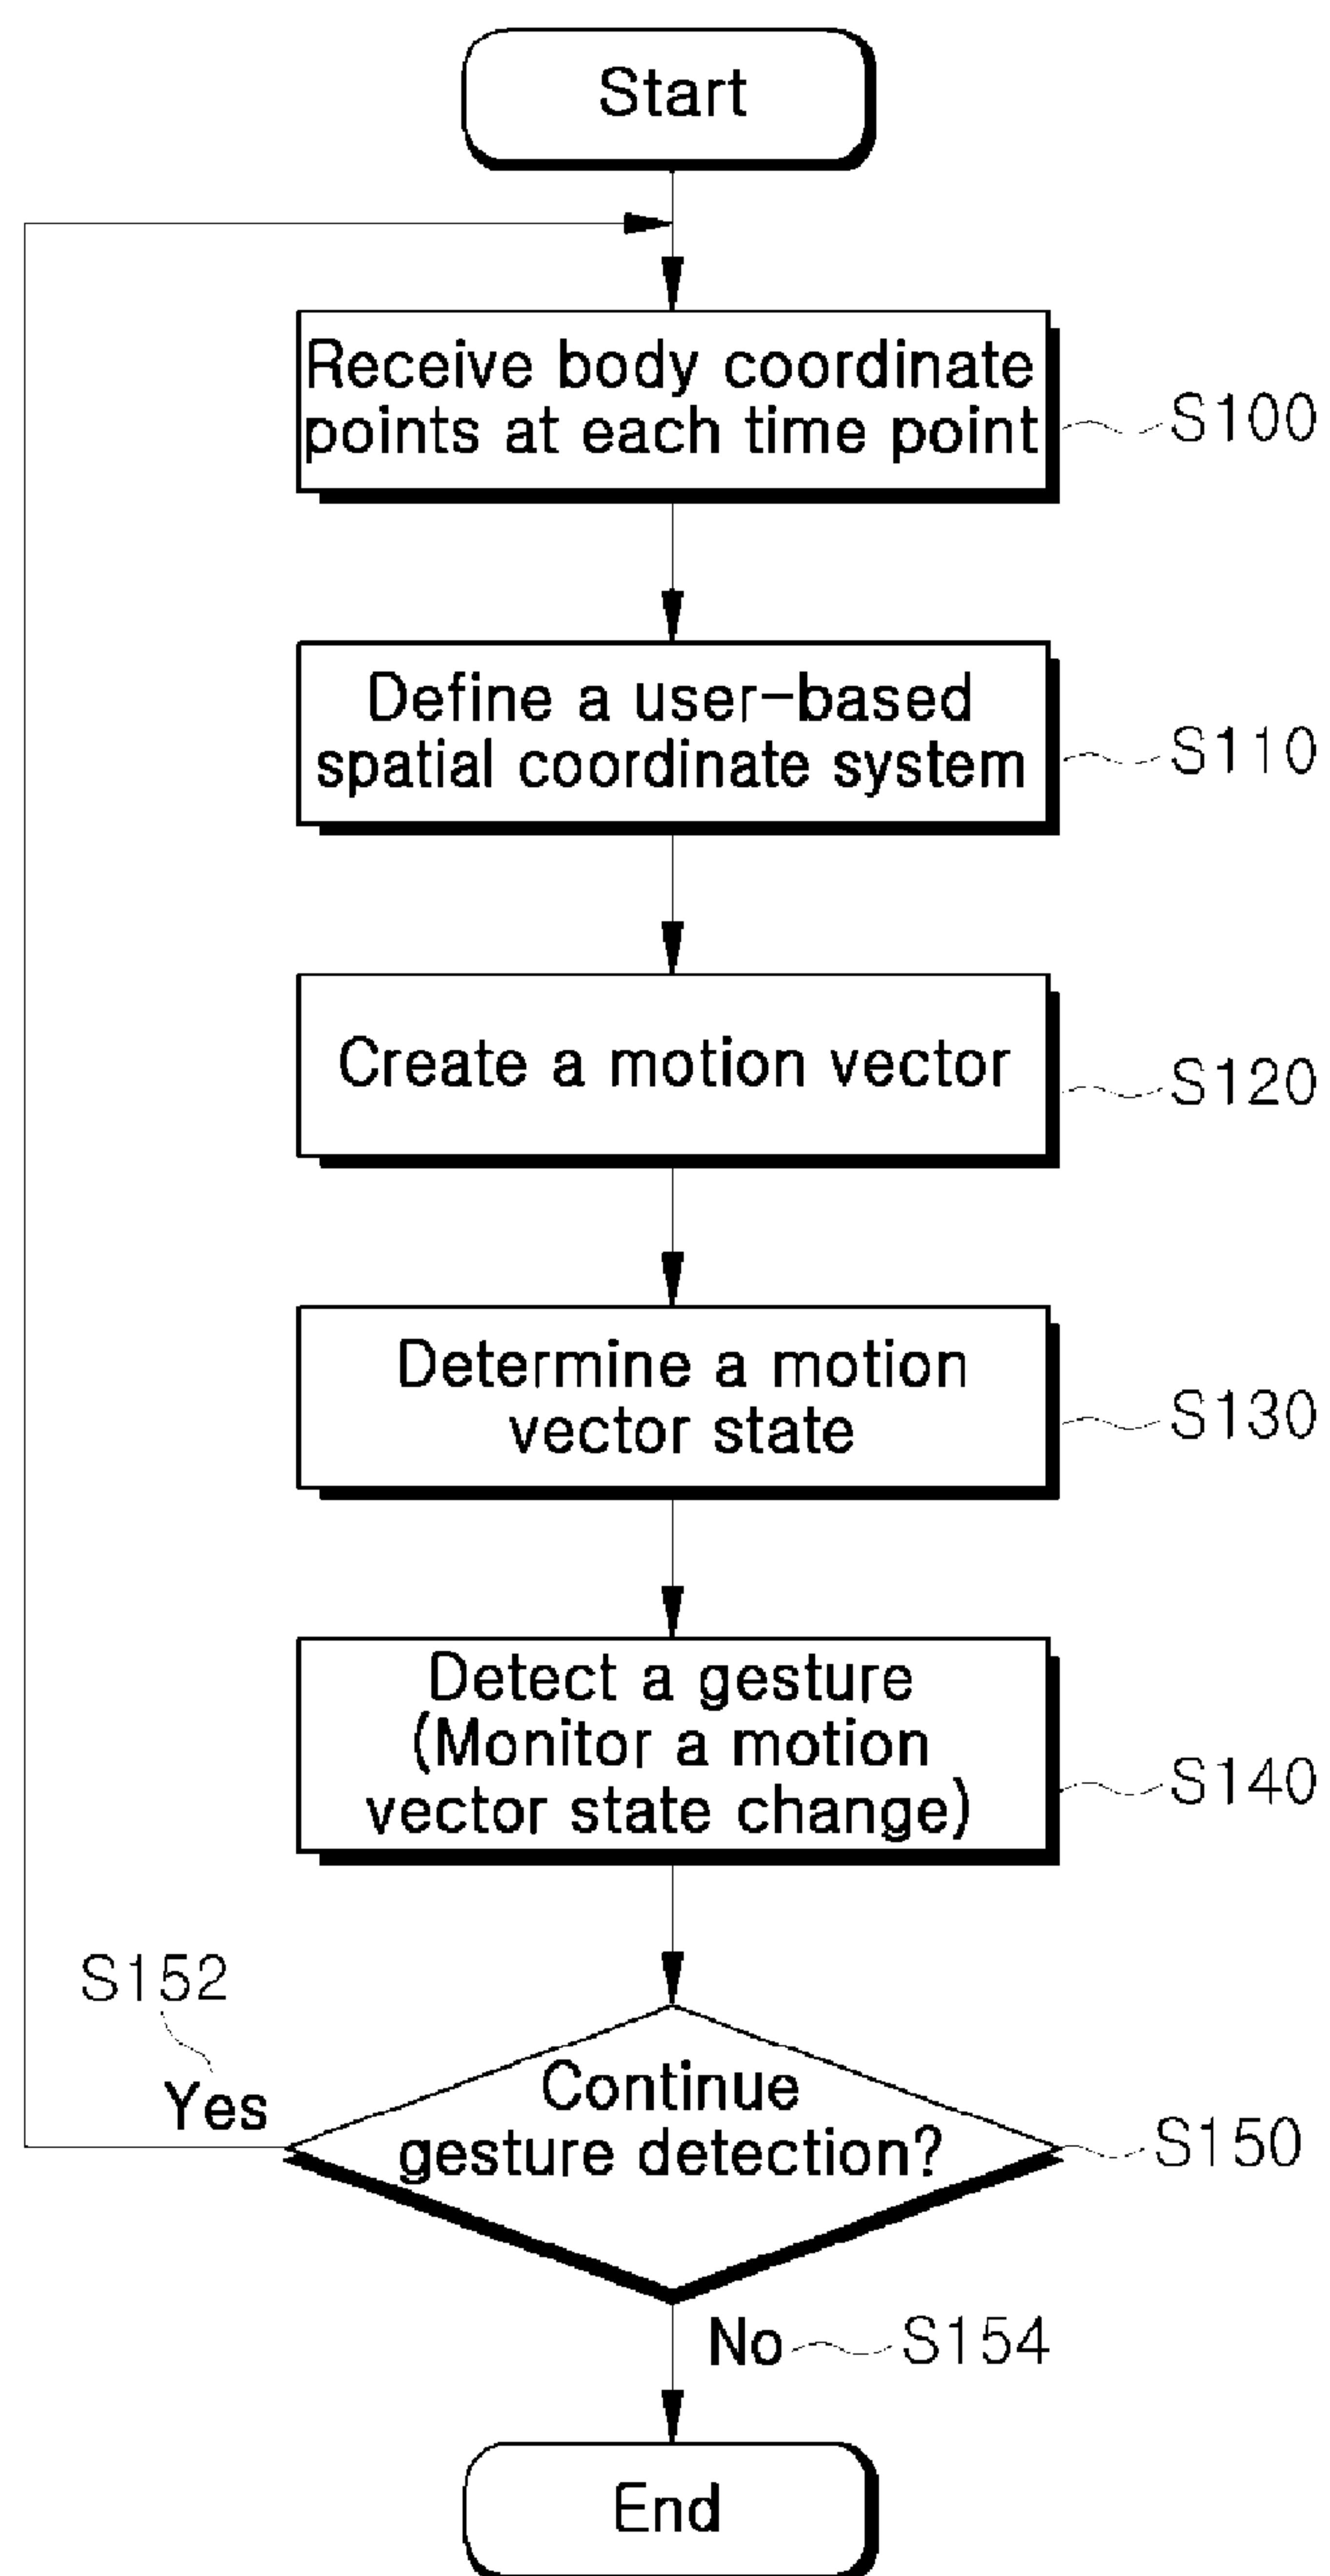 Start
Receive body coordinate
points at each time point
S100
Define a user-based
spatial coordinate system
S110
Create a motion vector
S120
Determine a motion
vector state
S130
Detect a gesture
(Monitor a motion
vector state change)
S140
S152
Yes
Continue
gesture detection?
S150
No
S154
End